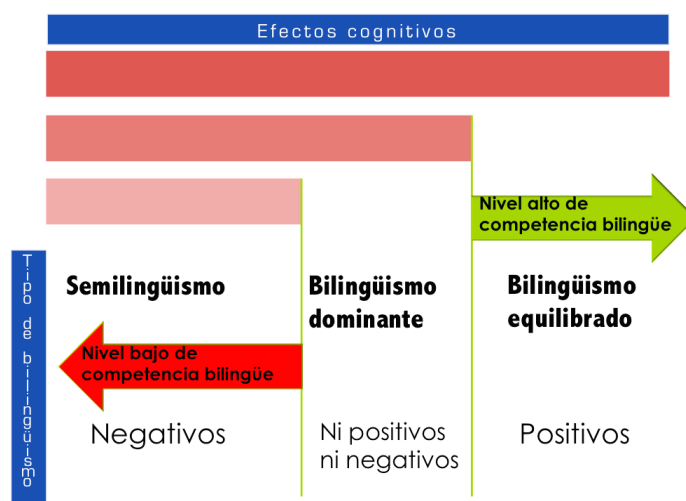 Efectos cognitivos
Nivel alto de
competencia bilingüe
Tipo de bilingüismo
Semilingüismo
Bilingüismo
dominante
Bilingüismo
equilibrado
Nivel bajo de
competencia bilingüe
Negativos
Ni positivos
ni negativos
Positivos